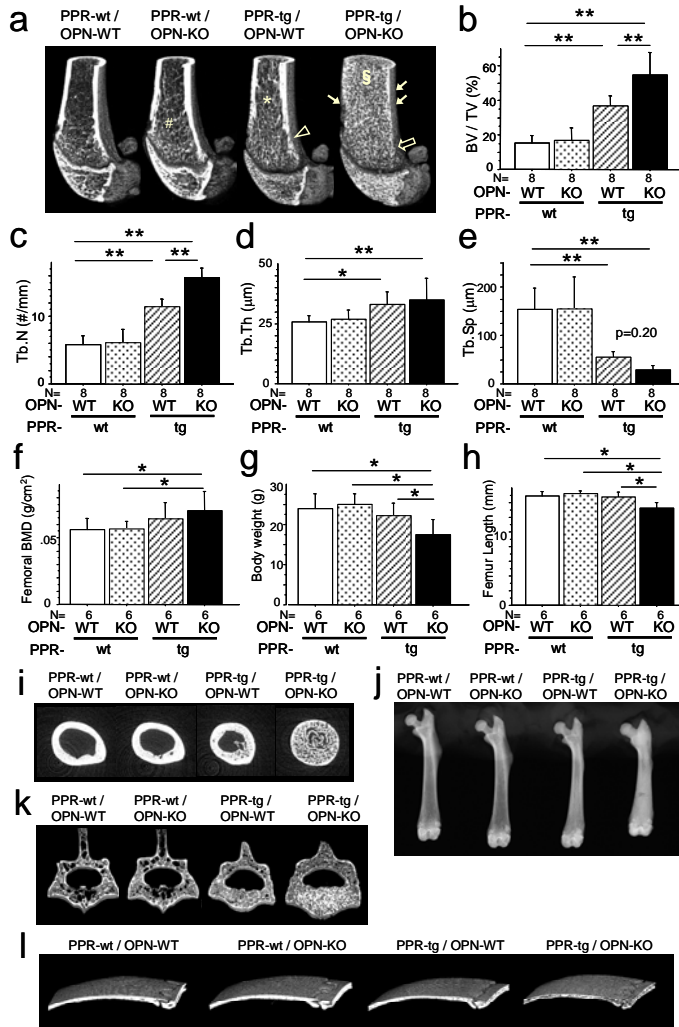 a
PPR-wt / OPN-WT
PPR-wt / OPN-KO
PPR-tg / OPN-WT
PPR-tg / OPN-KO
#
*
§
b
BV / TV (%)
60
40
20
0
**
** **
N= 8 8 8 8
OPN- WT KO WT KO
PPR- wt tg
c
Tb.N (#/mm)
10
0
**
** **
N= 8 8 8 8
OPN- WT KO WT KO
PPR- wt tg
d
Tb.Th (μm)
50
25
0
**
*
8 8 8 8
WT KO WT KO
wt tg
e
Tb.Sp (μm)
200
100
0
**
**
p=0.20
N= 8 8 8 8
OPN- WT KO WT KO
PPR- wt tg
f
Femoral BMD (g/cm²)
.05
0
*
*
N= 6 6 6 6
OPN- WT KO WT KO
PPR- wt tg
g
Body weight (g)
30
20
10
0
*
*
*
N= 6 6 6 6
OPN- WT KO WT KO
PPR- wt tg
h
Femur Length (mm)
10
0
*
*
*
N= 6 6 6 6
OPN- WT KO WT KO
PPR- wt tg
i
PPR-wt / OPN-WT
PPR-wt / OPN-KO
PPR-tg / OPN-WT
PPR-tg / OPN-KO
j
PPR-wt / OPN-WT
PPR-wt / OPN-KO
PPR-tg / OPN-WT
PPR-tg / OPN-KO
k
PPR-wt / OPN-WT
PPR-wt / OPN-KO
PPR-tg / OPN-WT
PPR-tg / OPN-KO
l
PPR-wt / OPN-WT
PPR-wt / OPN-KO
PPR-tg / OPN-WT
PPR-tg / OPN-KO